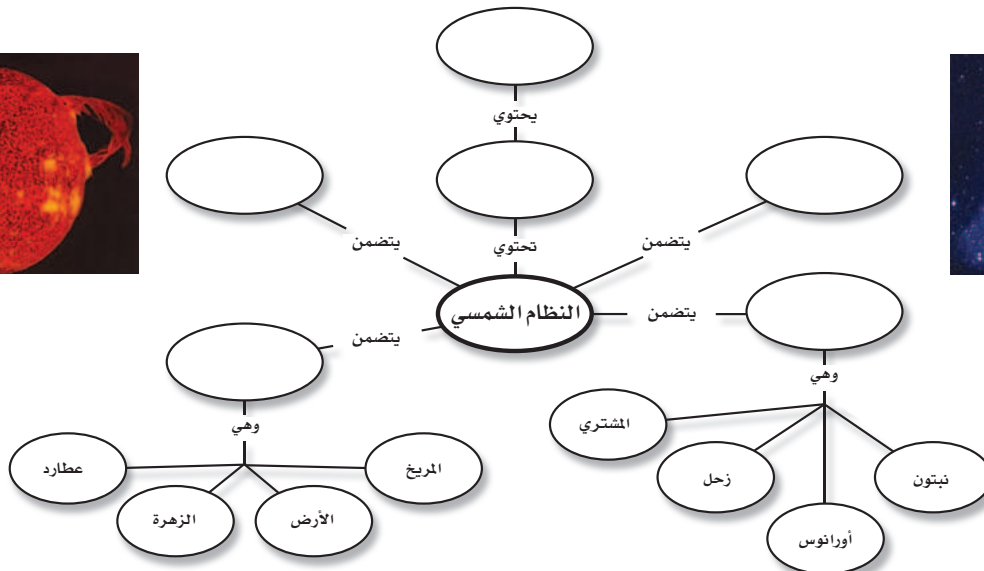 يحتوي
تحتوي
يتضمن
يتضمن
النظام الشمسي
يتضمن
يتضمن
وهي
المشتري
زحل
أورانوس
نبتون
وهي
المريخ
الأرض
الزهرة
عطارد